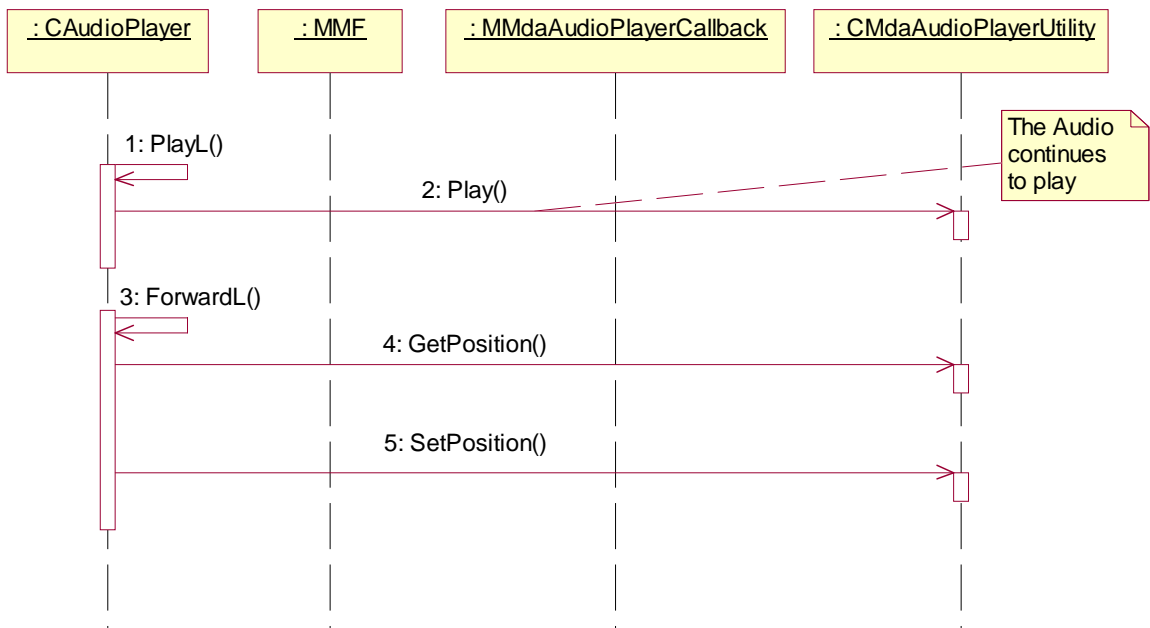 : CAudioPlayer
: MMF
: MMdaAudioPlayerCallback
: CMdaAudioPlayerUtility
The Audio
continues
to play
1: PlayL()
2: Play()
3: ForwardL()
4: GetPosition()
5: SetPosition()